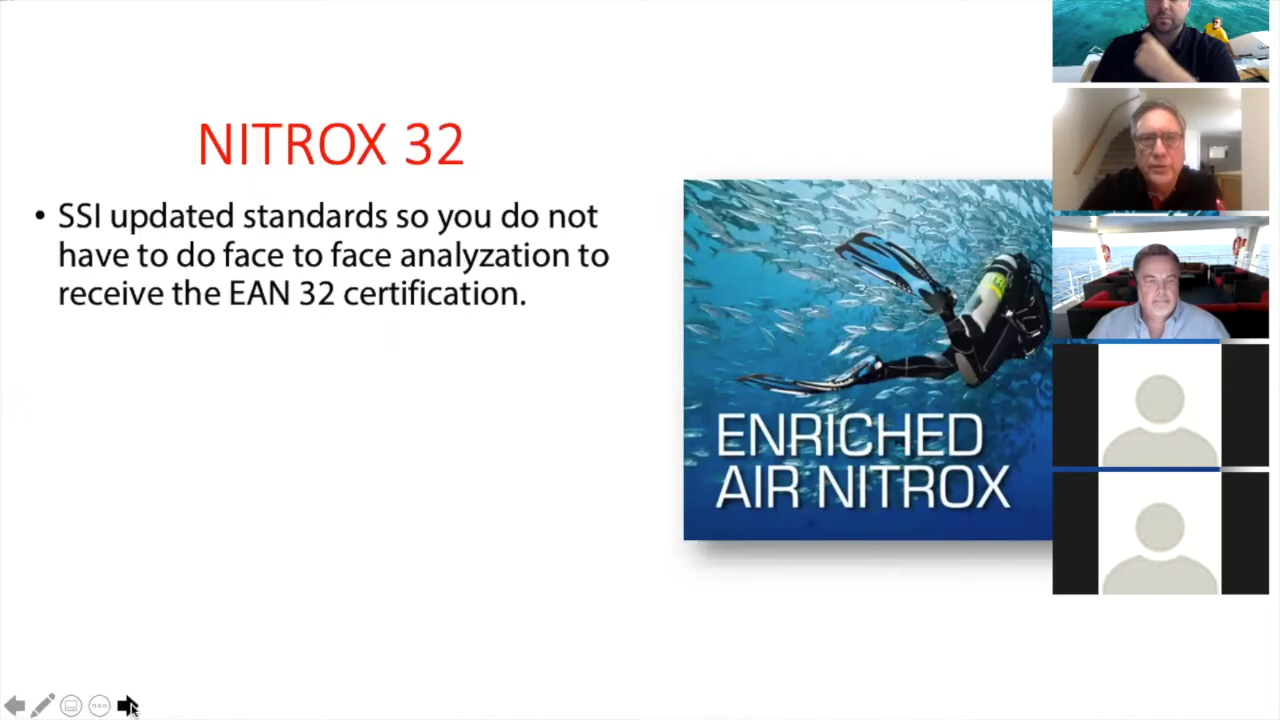 NITROX 32
• SSI updated standards so you do not
have to do face to face analyzation to
receive the EAN 32 certification.
ENRICHED
AIR NITROX